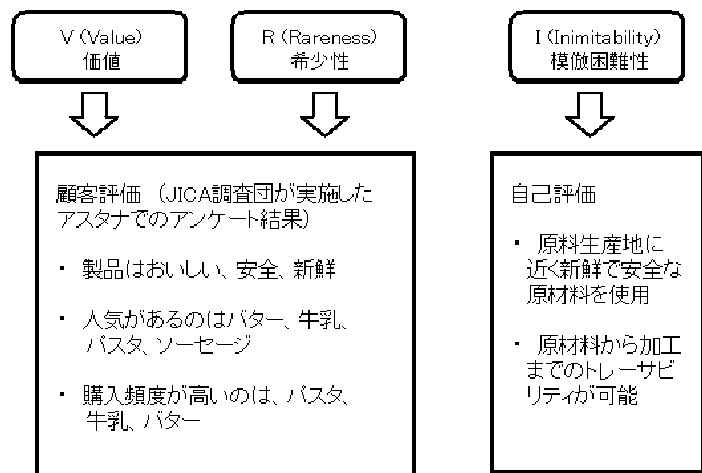 V (Value)
価値
R (Rareness)
希少性
I (Inimitability)
模倣困難性
顧客評価 (JICA調査団が実施した
アスタナでのアンケート結果)
・ 製品はおいしい、安全、新鮮
・ 人気があるのはバター、牛乳、
パスタ、ソーセージ
・ 購入頻度が高いのは、パスタ、
牛乳、バター
自己評価
・ 原料生産地に
近く新鮮で安全な
原材料を使用
・ 原材料から加工
までのトレーサビ
リティが可能